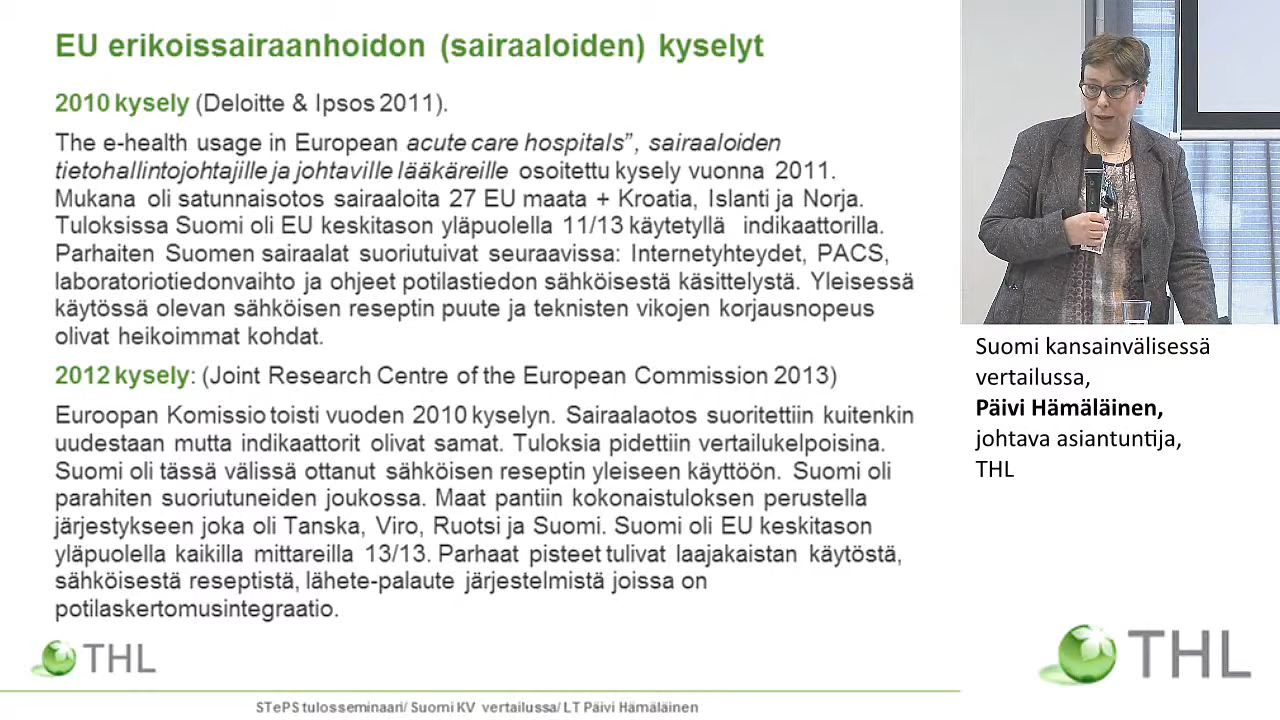 EU erikoissairaanhoidon (sairaaloiden) kyselyt
2010 kysely (Deloitte & Ipsos 2011).
The e-health usage in European acute care hospitals”, sairaaloiden
tietohallintojohtajille ja johtaville lääkäreille osoitettu kysely vuonna 2011.
Mukana oli satunnaisotos sairaaloita 27 EU maata + Kroatia, Islanti ja Norja.
Tuloksissa Suomi oli EU keskitason yläpuolella 11/13 käytetyllä indikaattorilla.
Parhaiten Suomen sairaalat suoriutuivat seuraavissa: Internetyhteydet, PACS,
laboratoriotiedonvaihto ja ohjeet potilastiedon sähköisestä käsittelystä. Yleisessä
käytössä olevan sähköisen reseptin puute ja teknisten vikojen korjausnopeus
olivat heikoimmat kohdat.
2012 kysely: (Joint Research Centre of the European Commission 2013)
Euroopan Komissio toisti vuoden 2010 kyselyn. Sairaalaotos suoritettiin kuitenkin
uudestaan mutta indikaattorit olivat samat. Tuloksia pidettiin vertailukelpoisina.
Suomi oli tässä välissä ottanut sähköisen reseptin yleiseen käyttöön. Suomi oli
parahiten suoriutuneiden joukossa. Maat pantiin kokonaistuloksen perustella
järjestykseen joka oli Tanska, Viro, Ruotsi ja Suomi. Suomi oli EU keskitason
yläpuolella kaikilla mittareilla 13/13. Parhaat pisteet tulivat laajakaistan käytöstä,
sähköisestä reseptistä, lähete-palaute järjestelmistä joissa on
potilaskertomusintegraatio.
THL
STePS tulosseminaari/ Suomi KV vertailussa/ LT Päivi Hämäläinen
Suomi kansainvälisessä
vertailussa,
Päivi Hämäläinen,
johtava asiantuntija,
THL
THL